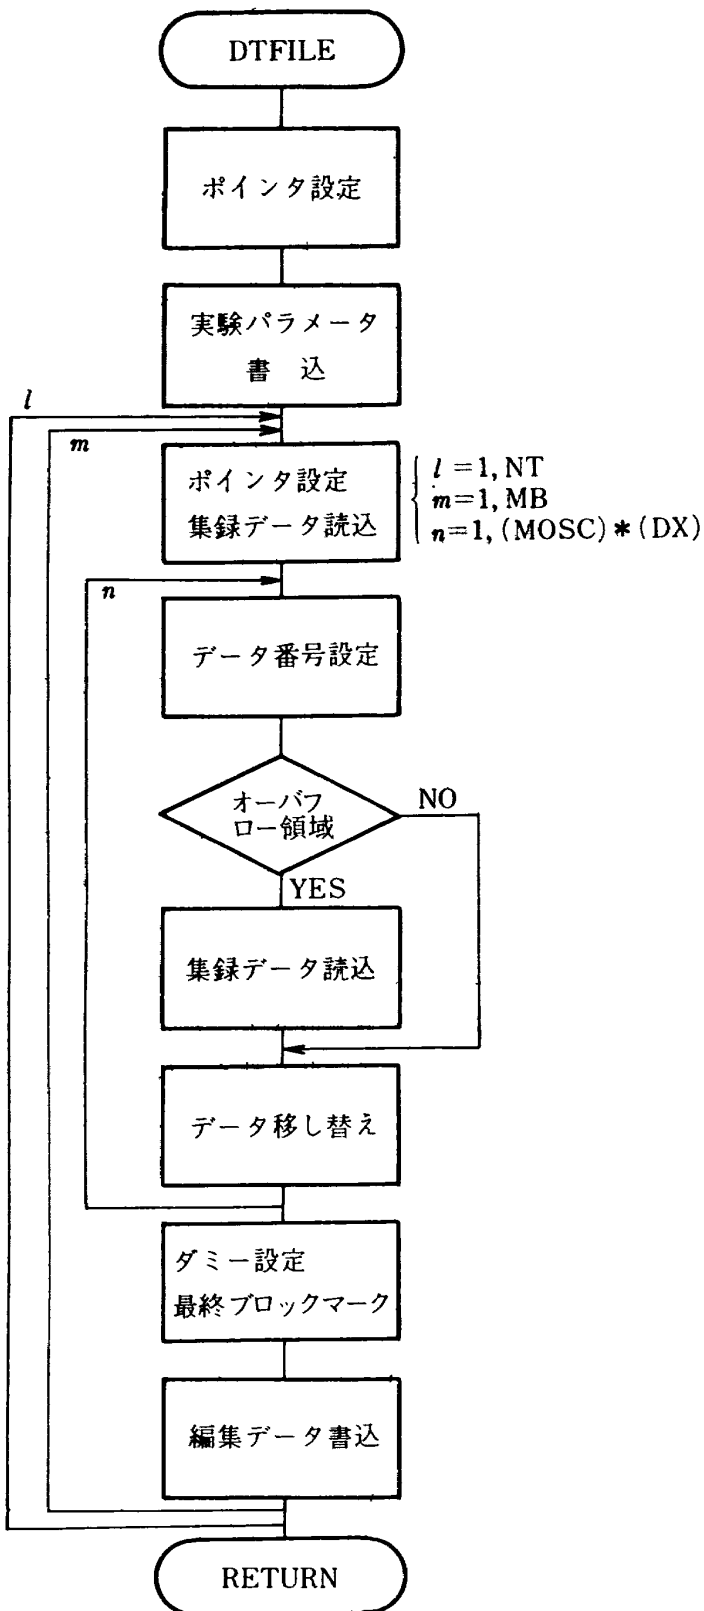 DTFILE
ポインタ設定
実験パラメータ
書 込
l
m
ポインタ設定
集録データ読込
l=1, NT
m=1, MB
n=1, (MOSC)*(DX)
n
データ番号設定
オーバフ
ロー領域
NO
YES
集録データ読込
データ移し替え
ダミー設定
最終ブロックマーク
編集データ書込
RETURN